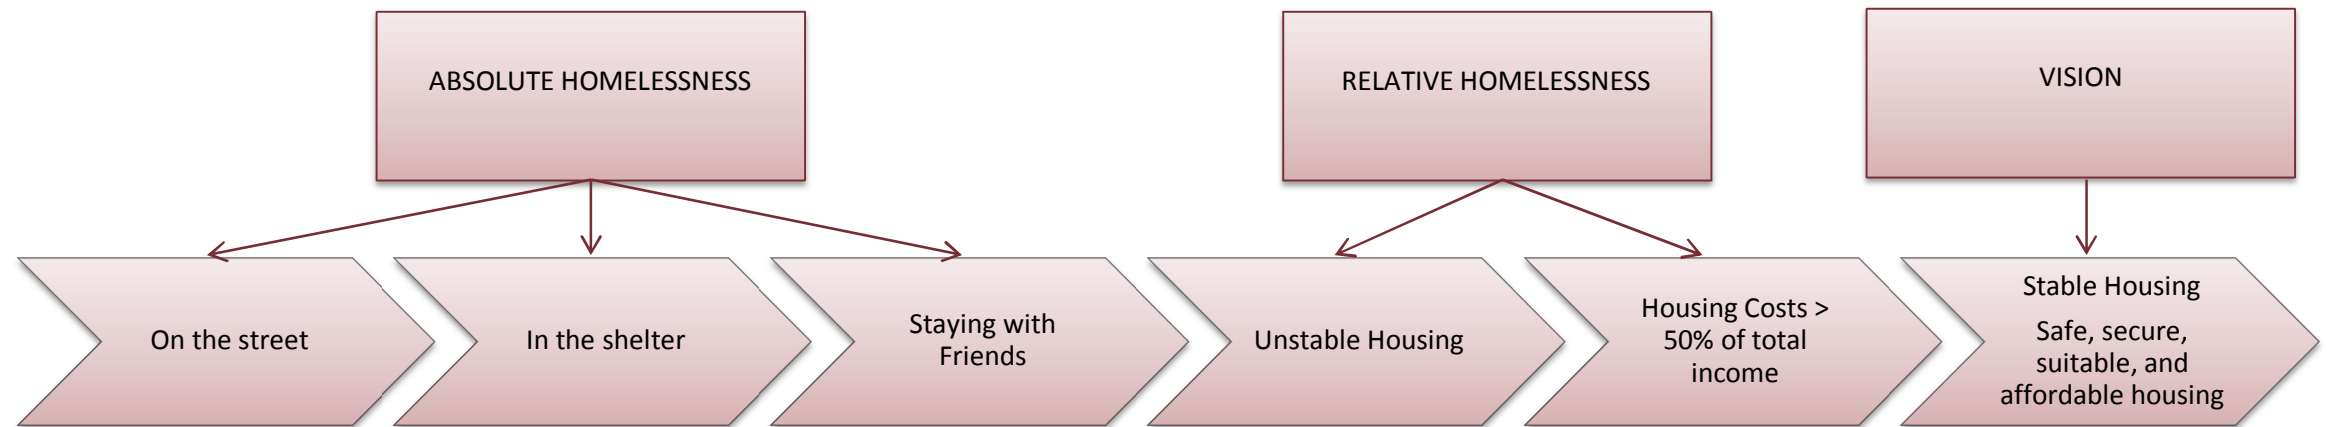 ABSOLUTE HOMELESSNESS
RELATIVE HOMELESSNESS
VISION
On the street
In the shelter
Staying with
Friends
Unstable Housing
Housing Costs >
50% of total
income
Stable Housing
Safe, secure,
suitable, and
affordable housing